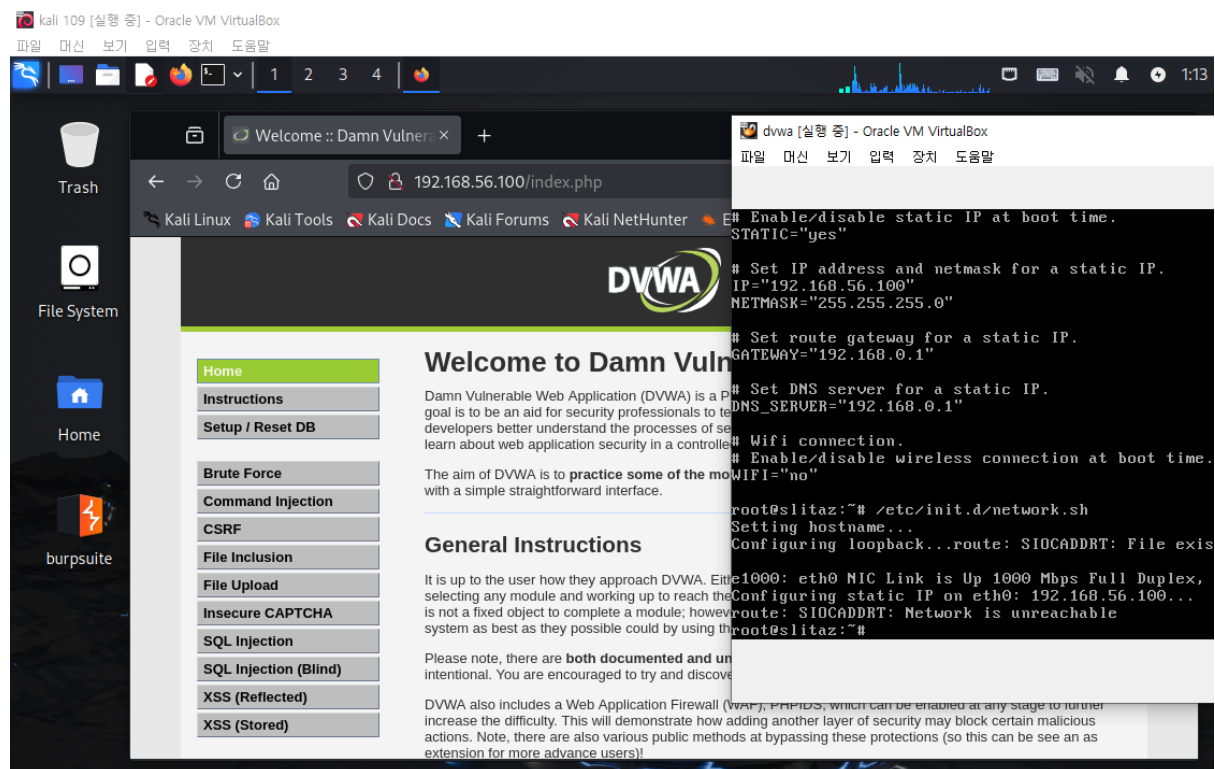 kali 109 [실행 중] - Oracle VM VirtualBox
파일 머신 보기 입력 장치 도움말
1 2 3 4
1:13
Trash
File System
Home
burpsuite
Welcome :: Damn Vulnera
192.168.56.100/index.php
Kali Linux Kali Tools Kali Docs Kali Forums Kali NetHunter E
DVWA
Home
Instructions
Setup / Reset DB
Brute Force
Command Injection
CSRF
File Inclusion
File Upload
Insecure CAPTCHA
SQL Injection
SQL Injection (Blind)
XSS (Reflected)
XSS (Stored)
Welcome to Damn Vuln
Damn Vulnerable Web Application (DVWA) is a P
goal is to be an aid for security professionals to te
developers better understand the processes of se
learn about web application security in a controlle
The aim of DVWA is to practice some of the mo
with a simple straightforward interface.
General Instructions
It is up to the user how they approach DVWA. Eith
selecting any module and working up to reach the
is not a fixed object to complete a module; howev
system as best as they possible could by using th
Please note, there are both documented and un
intentional. You are encouraged to try and discove
DVWA also includes a Web Application Firewall (WAF), PHPIDS, which can be enabled at any stage to further
increase the difficulty. This will demonstrate how adding another layer of security may block certain malicious
actions. Note, there are also various public methods at bypassing these protections (so this can be see an as
extension for more advance users)!
dvwa [실행 중] - Oracle VM VirtualBox
파일 머신 보기 입력 장치 도움말
# Enable/disable static IP at boot time.
STATIC="yes"
# Set IP address and netmask for a static IP.
IP="192.168.56.100"
NETMASK="255.255.255.0"
# Set route gateway for a static IP.
GATEWAY="192.168.0.1"
# Set DNS server for a static IP.
DNS_SERVER="192.168.0.1"
# Wifi connection.
# Enable/disable wireless connection at boot time.
WIFI="no"
root@slitaz:~# /etc/init.d/network.sh
Setting hostname...
Configuring loopback...route: SIOCADDRT: File exis
e1000: eth0 NIC Link is Up 1000 Mbps Full Duplex,
Configuring static IP on eth0: 192.168.56.100...
route: SIOCADDRT: Network is unreachable
root@slitaz:~#